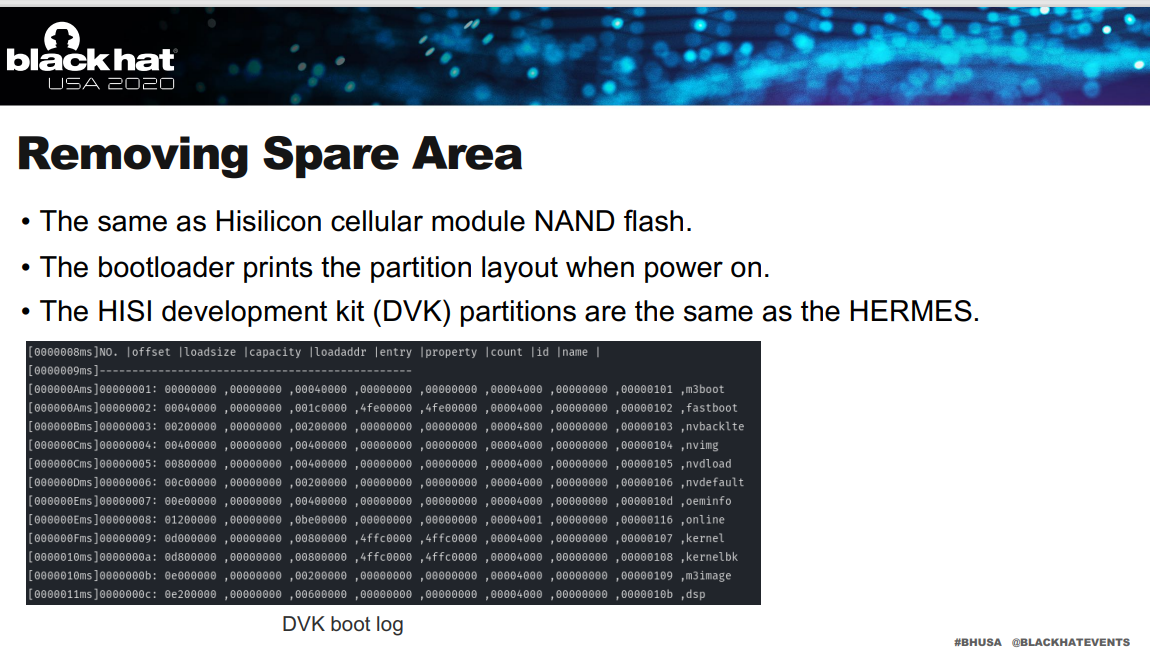 black hat
USA 2020
Removing Spare Area
• The same as Hisilicon cellular module NAND flash.
• The bootloader prints the partition layout when power on.
• The HISI development kit (DVK) partitions are the same as the HERMES.
[0000008ms]NO. |offset |loadsize |capacity |loadaddr |entry |property |count |id |name |
[0000009ms]------------------------------------------------
[000000Ams]00000001: 00000000 ,00000000 ,00040000 ,00000000 ,00000000 ,00004000 ,00000000 ,00000101 ,m3boot
[000000Ams]00000002: 00040000 ,00000000 ,001c0000 ,4fe00000 ,4fe00000 ,00004000 ,00000000 ,00000102 ,fastboot
[000000Bms]00000003: 00200000 ,00000000 ,00200000 ,00000000 ,00000000 ,00004800 ,00000000 ,00000103 ,nvbacklte
[000000Cms]00000004: 00400000 ,00000000 ,00400000 ,00000000 ,00000000 ,00004000 ,00000000 ,00000104 ,nvimg
[000000Cms]00000005: 00800000 ,00000000 ,00400000 ,00000000 ,00000000 ,00004000 ,00000000 ,00000105 ,nvdload
[000000Dms]00000006: 00c00000 ,00000000 ,00200000 ,00000000 ,00000000 ,00004000 ,00000000 ,00000106 ,nvdefault
[000000Ems]00000007: 00e00000 ,00000000 ,00400000 ,00000000 ,00000000 ,00004000 ,00000000 ,0000010d ,oeminfo
[000000Ems]00000008: 01200000 ,00000000 ,0be00000 ,00000000 ,00000000 ,00004001 ,00000000 ,00000116 ,online
[000000Fms]00000009: 0d000000 ,00000000 ,00800000 ,4ffc0000 ,4ffc0000 ,00004000 ,00000000 ,00000107 ,kernel
[0000010ms]0000000a: 0d800000 ,00000000 ,00800000 ,4ffc0000 ,4ffc0000 ,00004000 ,00000000 ,00000108 ,kernelbk
[0000010ms]0000000b: 0e000000 ,00000000 ,00200000 ,00000000 ,00000000 ,00004000 ,00000000 ,00000109 ,m3image
[0000011ms]0000000c: 0e200000 ,00000000 ,00600000 ,00000000 ,00000000 ,00004000 ,00000000 ,0000010b ,dsp
DVK boot log
#BHUSA @BLACKHATEVENTS